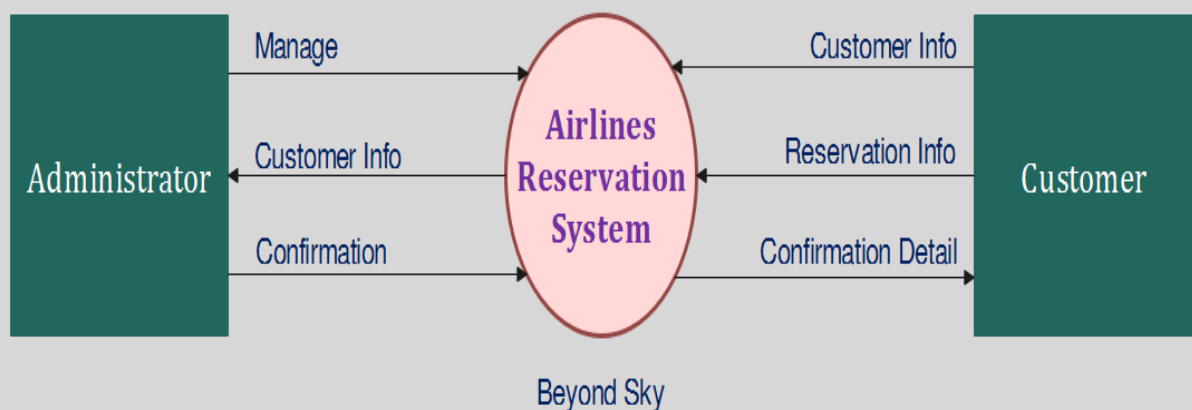 Manage
Customer Info
Airlines
Reservation
System
Customer Info
Reservation Info
Administrator
Customer
Confirmation
Confirmation Detail
Beyond Sky